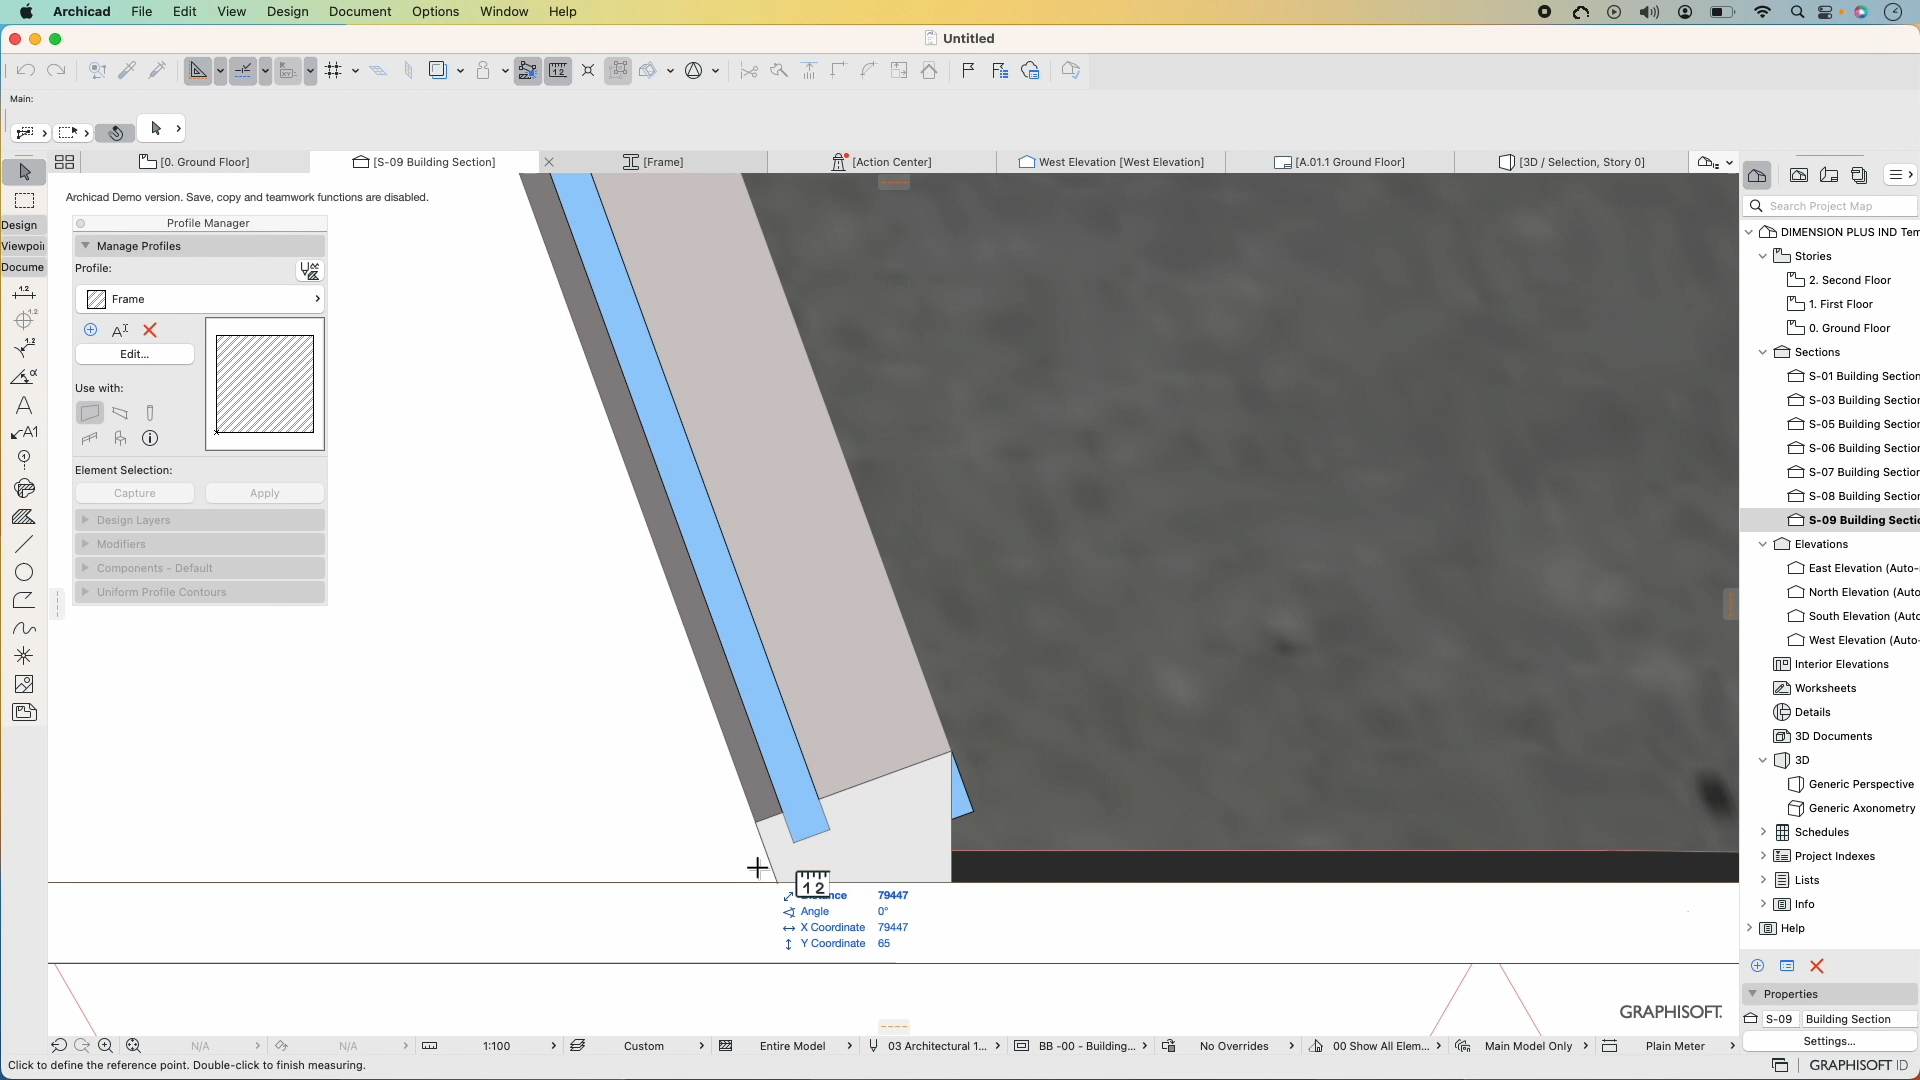 Archicad File Edit View Design Document Options Window Help
Untitled
Main:
[0. Ground Floor] [S-09 Building Section] [Frame] [Action Center] West Elevation [West Elevation] [A.01.1 Ground Floor] [3D / Selection, Story 0]
Archicad Demo version. Save, copy and teamwork functions are disabled.
Design
Viewpoi
Docume
Profile Manager
Manage Profiles
Profile:
Frame
Edit...
Use with:
Element Selection:
Capture Apply
Design Layers
Modifiers
Components - Default
Uniform Profile Contours
Search Project Map
DIMENSION PLUS IND Tem
Stories
2. Second Floor
1. First Floor
0. Ground Floor
Sections
S-01 Building Section
S-03 Building Section
S-05 Building Section
S-06 Building Section
S-07 Building Section
S-08 Building Section
S-09 Building Sectio
Elevations
East Elevation (Auto-
North Elevation (Auto
South Elevation (Auto
West Elevation (Auto-
Interior Elevations
Worksheets
Details
3D Documents
3D
Generic Perspective
Generic Axonometry
Schedules
Project Indexes
Lists
Info
Help
Properties
S-09 Building Section
Settings...
1 2
79447
Angle 0°
X Coordinate 79447
Y Coordinate 65
GRAPHISOFT.
N/A N/A 1:100 Custom Entire Model 03 Architectural 1... BB -00 - Building... No Overrides 00 Show All Elem... Main Model Only Plain Meter
Click to define the reference point. Double-click to finish measuring.
GRAPHISOFT ID